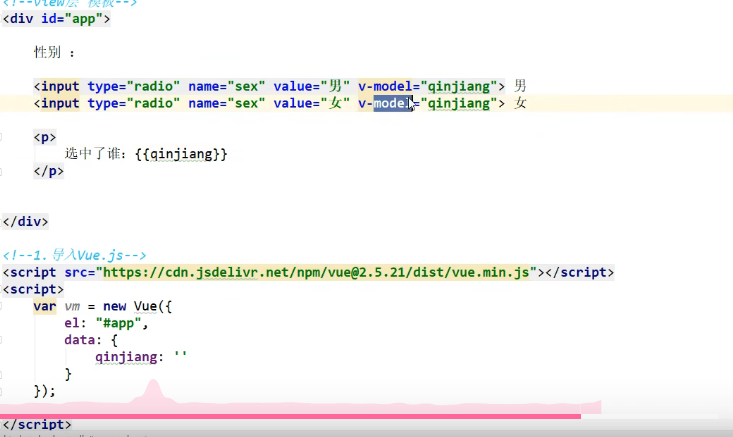 <!--view层 模板-->
<div id="app">
性别 :
<input type="radio" name="sex" value="男" v-model="qinjiang"> 男
<input type="radio" name="sex" value="女" v-model="qinjiang"> 女
<p>
选中了谁: {{qinjiang}}
</p>
</div>
<!--1.导入Vue.js-->
<script src="https://cdn.jsdelivr.net/npm/vue@2.5.21/dist/vue.min.js"></script>
<script>
var vm = new Vue({
el: "#app",
data: {
qinjiang: ''
}
});
</script>